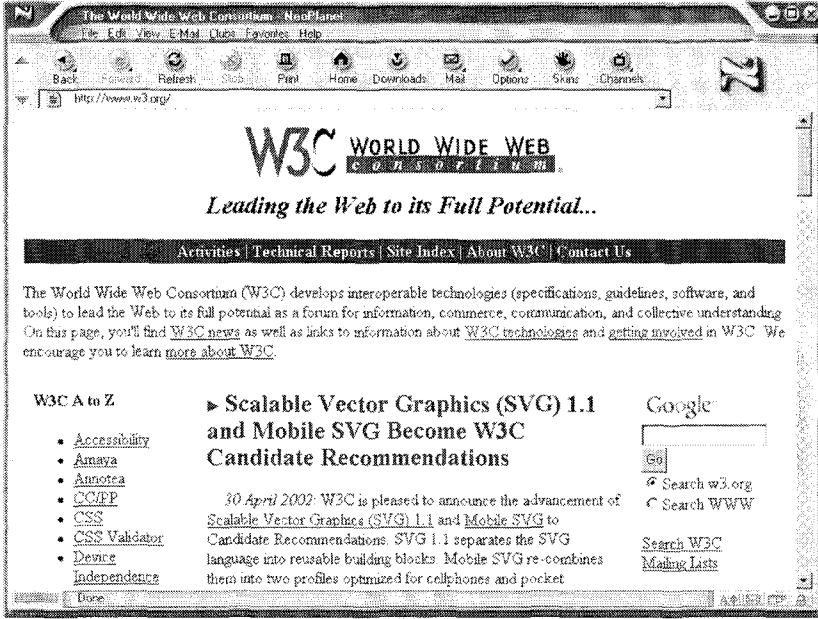 The World Wide Web Consortium - NeoPlanet
File Edit View E-Mail Clubs Favorites Help
Back Forward Refresh Stop Print Home Downloads Mail Options Skins Channels
http://www.w3.org/
W3C WORLD WIDE WEB
consortium
Leading the Web to its Full Potential...
Activities | Technical Reports | Site Index | About W3C | Contact Us
The World Wide Web Consortium (W3C) develops interoperable technologies (specifications, guidelines, software, and
tools) to lead the Web to its full potential as a forum for information, commerce, communication, and collective understanding
On this page, you'll find W3C news as well as links to information about W3C technologies and getting involved in W3C. We
encourage you to learn more about W3C.
W3C A to Z
Accessibility
Amaya
Annotea
CC/PP
CSS
CSS Validator
Device
Independence
Scalable Vector Graphics (SVG) 1.1
and Mobile SVG Become W3C
Candidate Recommendations
30 April 2002: W3C is pleased to announce the advancement of
Scalable Vector Graphics (SVG) 1.1 and Mobile SVG to
Candidate Recommendations. SVG 1.1 separates the SVG
language into reusable building blocks. Mobile SVG re-combines
them into two profiles optimized for cellphones and pocket
Google
Go
Search w3.org
Search WWW
Search W3C
Mailing Lists
Done